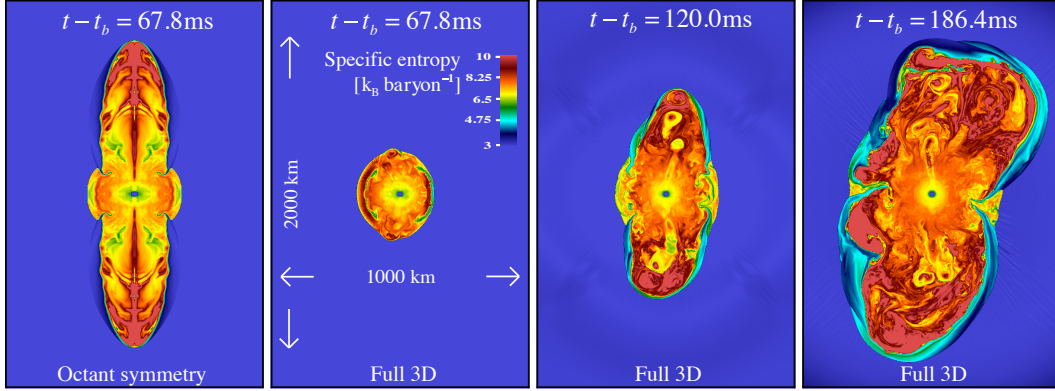 t − t_b = 67.8ms
Octant symmetry
t − t_b = 67.8ms
Specific entropy
[k_B baryon⁻¹]
10
8.25
6.5
4.75
3
2000 km
1000 km
Full 3D
t − t_b = 120.0ms
Full 3D
t − t_b = 186.4ms
Full 3D